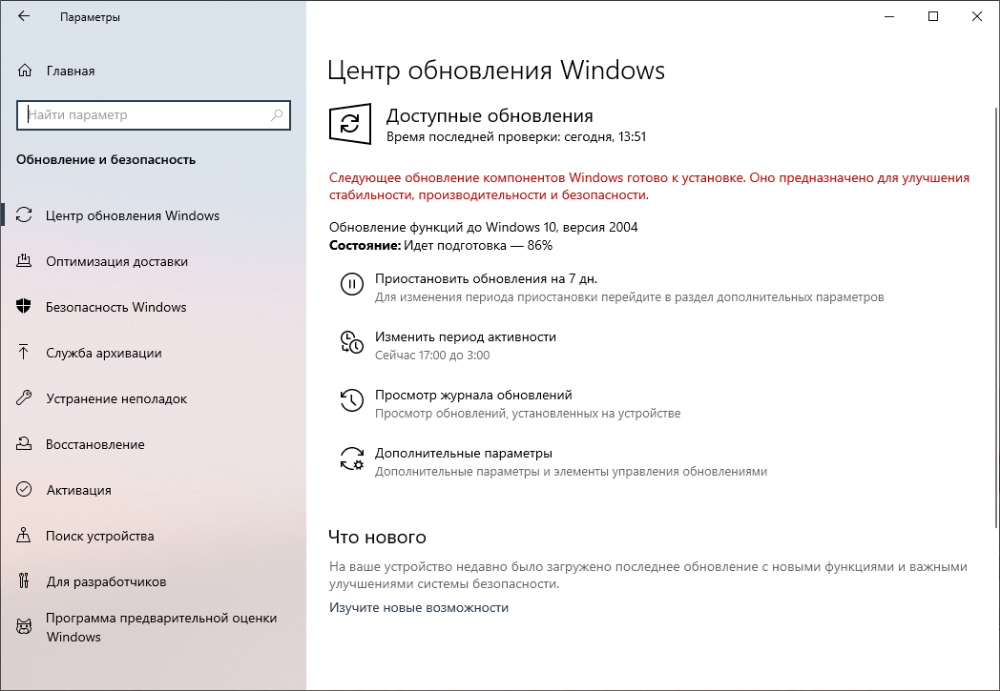 Параметры
Главная
Найти параметр
Обновление и безопасность
Центр обновления Windows
Оптимизация доставки
Безопасность Windows
Служба архивации
Устранение неполадок
Восстановление
Активация
Поиск устройства
Для разработчиков
Программа предварительной оценки
Windows
Центр обновления Windows
Доступные обновления
Время последней проверки: сегодня, 13:51
Следующее обновление компонентов Windows готово к установке. Оно предназначено для улучшения
стабильности, производительности и безопасности.
Обновление функций до Windows 10, версия 2004
Состояние: Идет подготовка — 86%
Приостановить обновления на 7 дн.
Для изменения периода приостановки перейдите в раздел дополнительных параметров
Изменить период активности
Сейчас 17:00 до 3:00
Просмотр журнала обновлений
Просмотр обновлений, установленных на устройстве
Дополнительные параметры
Дополнительные параметры и элементы управления обновлениями
Что нового
На ваше устройство недавно было загружено последнее обновление с новыми функциями и важными
улучшениями системы безопасности.
Изучите новые возможности